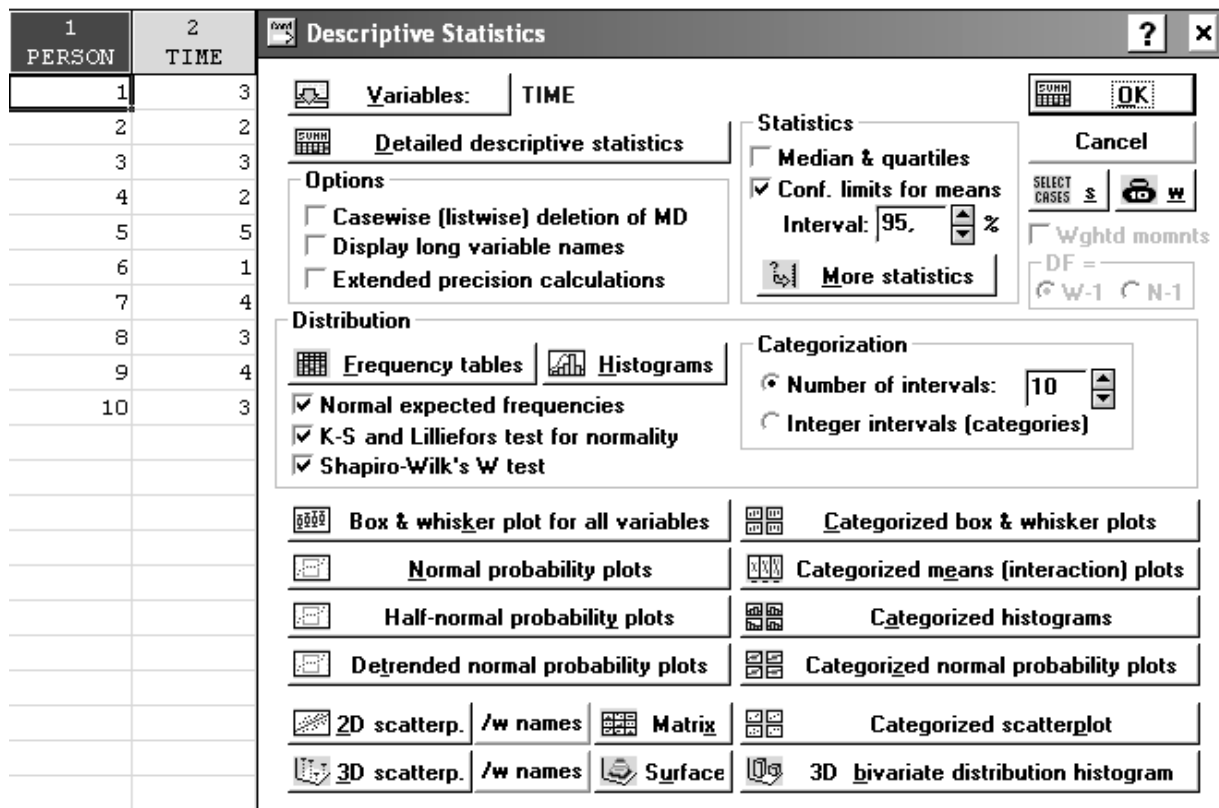 1 2
PERSON TIME
1 3
2 2
3 3
4 2
5 5
6 1
7 4
8 3
9 4
10 3
Descriptive Statistics ? ×
Variables: TIME
Detailed descriptive statistics
Options
Casewise (listwise) deletion of MD
Display long variable names
Extended precision calculations
Statistics
Median & quartiles
Conf. limits for means
Interval: 95, %
More statistics
SUMM OK
Cancel
SELECT CASES s w
Wghtd momnts
DF =
W-1 N-1
Distribution
Frequency tables Histograms
Normal expected frequencies
K-S and Lilliefors test for normality
Shapiro-Wilk's W test
Categorization
Number of intervals: 10
Integer intervals (categories)
Box & whisker plot for all variables Categorized box & whisker plots
Normal probability plots Categorized means (interaction) plots
Half-normal probability plots Categorized histograms
Detrended normal probability plots Categorized normal probability plots
2D scatterp. /w names Matrix Categorized scatterplot
3D scatterp. /w names Surface 3D bivariate distribution histogram